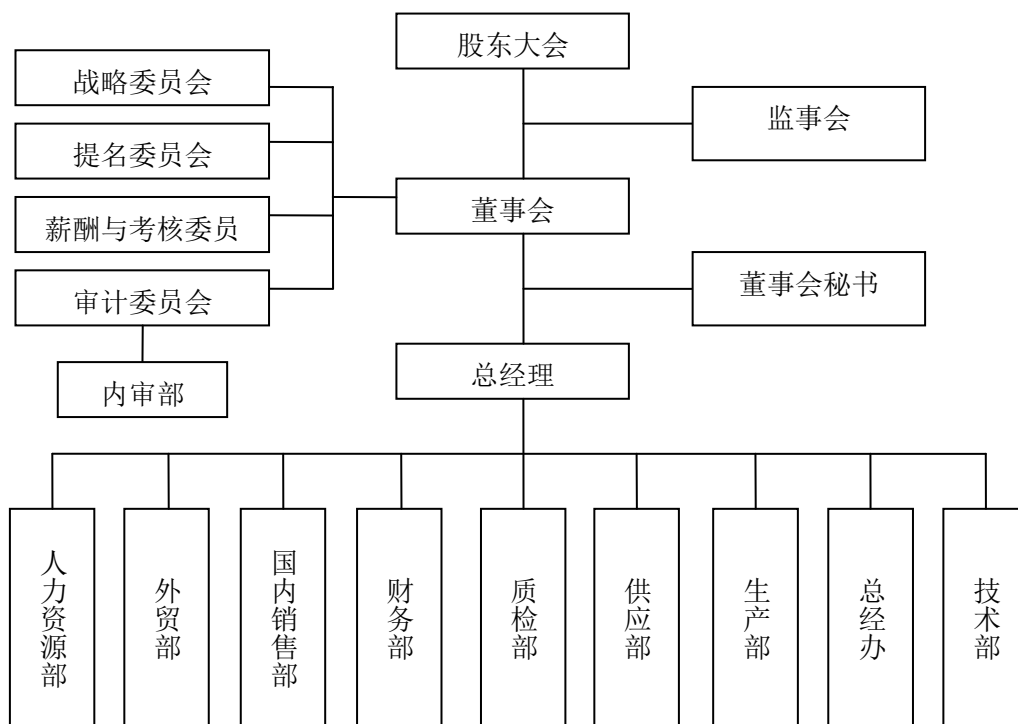 股东大会
战略委员会
监事会
提名委员会
董事会
薪酬与考核委员
董事会秘书
审计委员会
总经理
内审部
人力资源部
外贸部
国内销售部
财务部
质检部
供应部
生产部
总经办
技术部